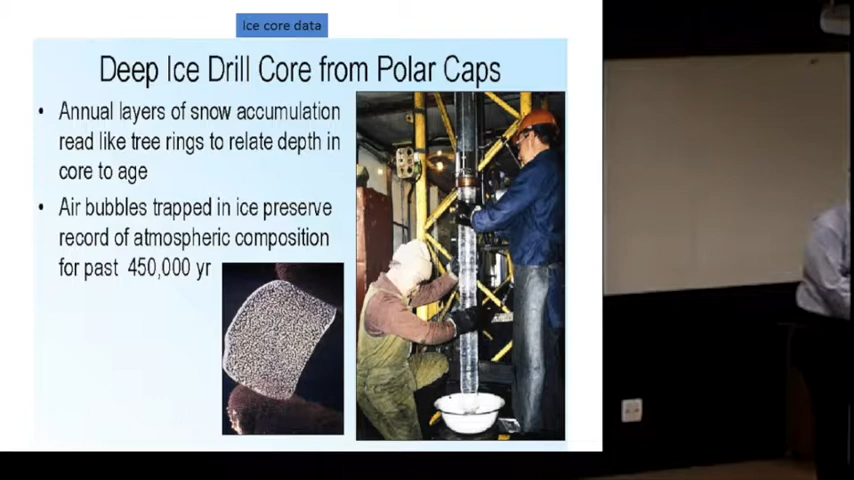 Ice core data
Deep Ice Drill Core from Polar Caps
• Annual layers of snow accumulation
read like tree rings to relate depth in
core to age
• Air bubbles trapped in ice preserve
record of atmospheric composition
for past 450,000 yr